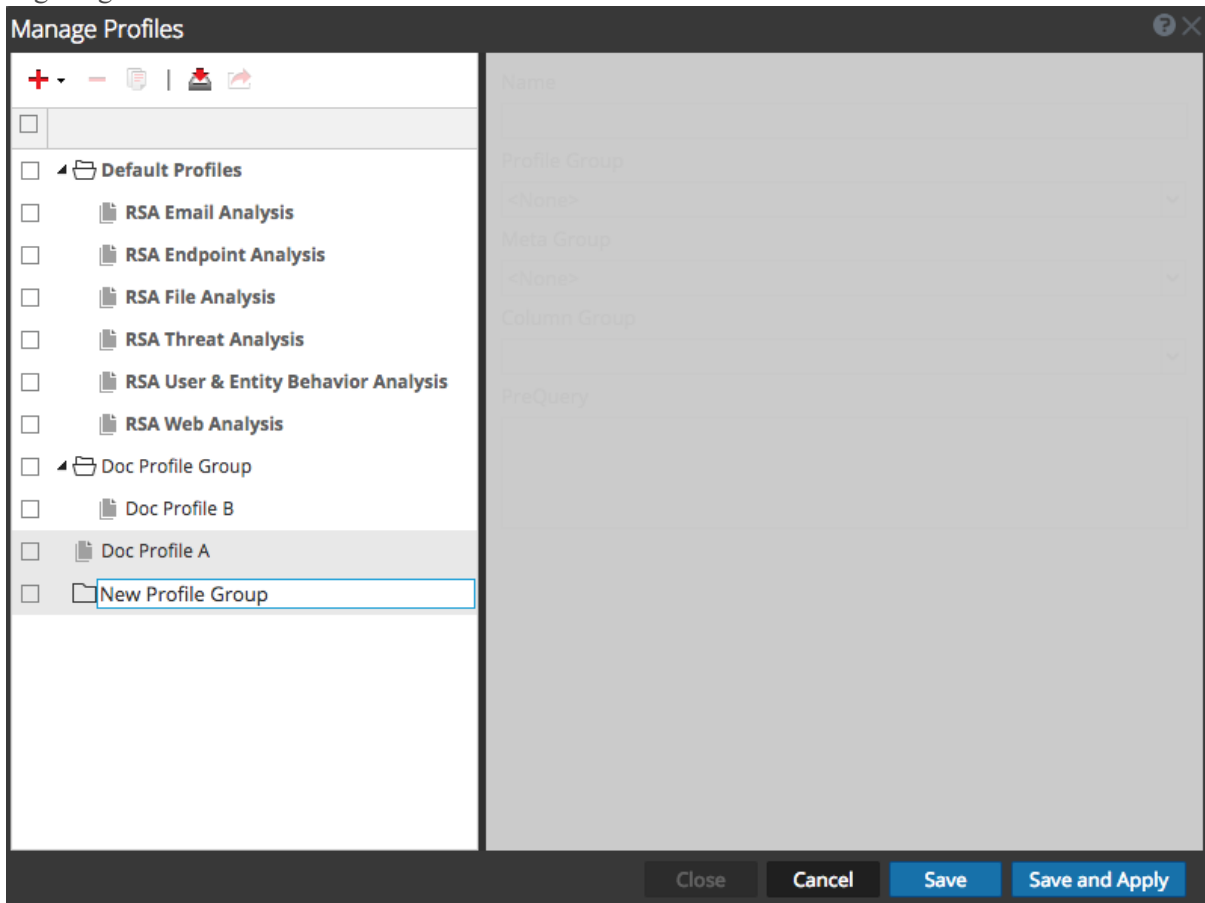 Manage Profiles
Name
Profile Group
<None>
Meta Group
<None>
Column Group
PreQuery
Default Profiles
RSA Email Analysis
RSA Endpoint Analysis
RSA File Analysis
RSA Threat Analysis
RSA User & Entity Behavior Analysis
RSA Web Analysis
Doc Profile Group
Doc Profile B
Doc Profile A
New Profile Group
Close Cancel Save Save and Apply